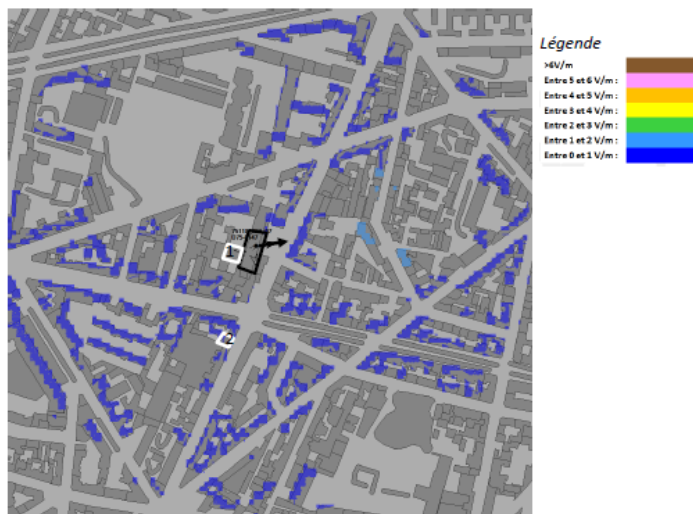 Légende
>6V/m
Entre 5 et 6 V/m :
Entre 4 et 5 V/m :
Entre 3 et 4 V/m :
Entre 2 et 3 V/m :
Entre 1 et 2 V/m :
Entre 0 et 1 V/m :
1
2